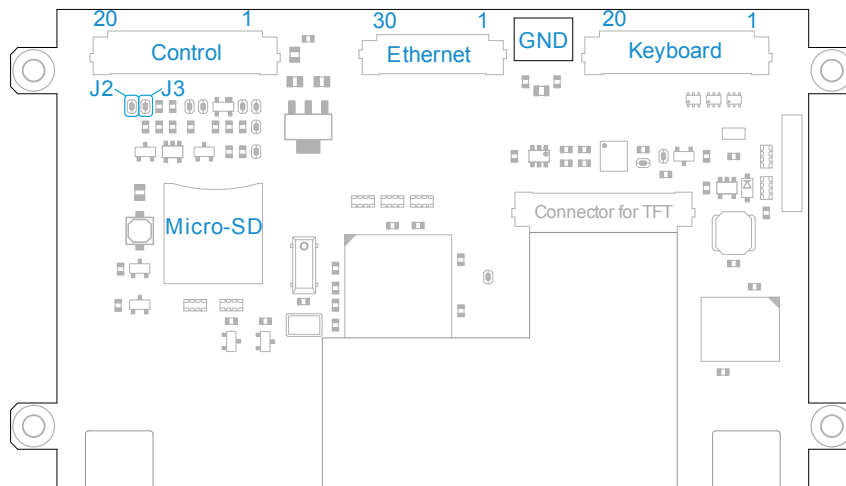 20 1 30 1 20 1
Control Ethernet GND Keyboard
J2 J3
Micro-SD
Connector for TFT